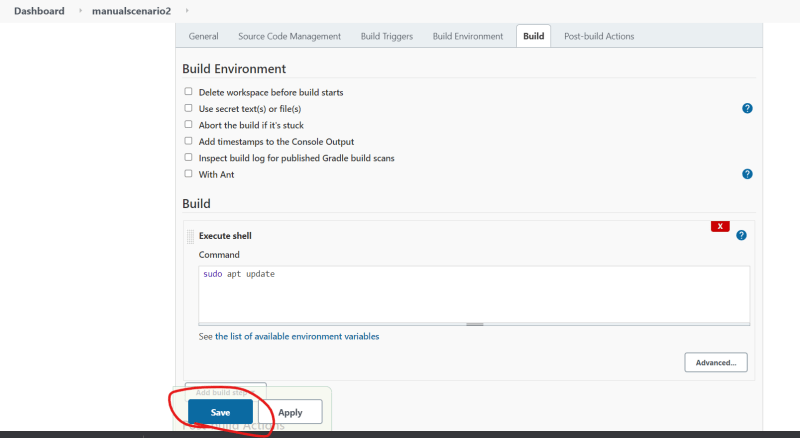 Dashboard manualscenario2
General Source Code Management Build Triggers Build Environment Build Post-build Actions
Build Environment
Delete workspace before build starts
Use secret text(s) or file(s)
?
Abort the build if it's stuck
Add timestamps to the Console Output
Inspect build log for published Gradle build scans
With Ant
?
Build
X
Execute shell
?
Command
sudo apt update
See the list of available environment variables
Advanced...
Add build step
Save Apply
Post-build Actions